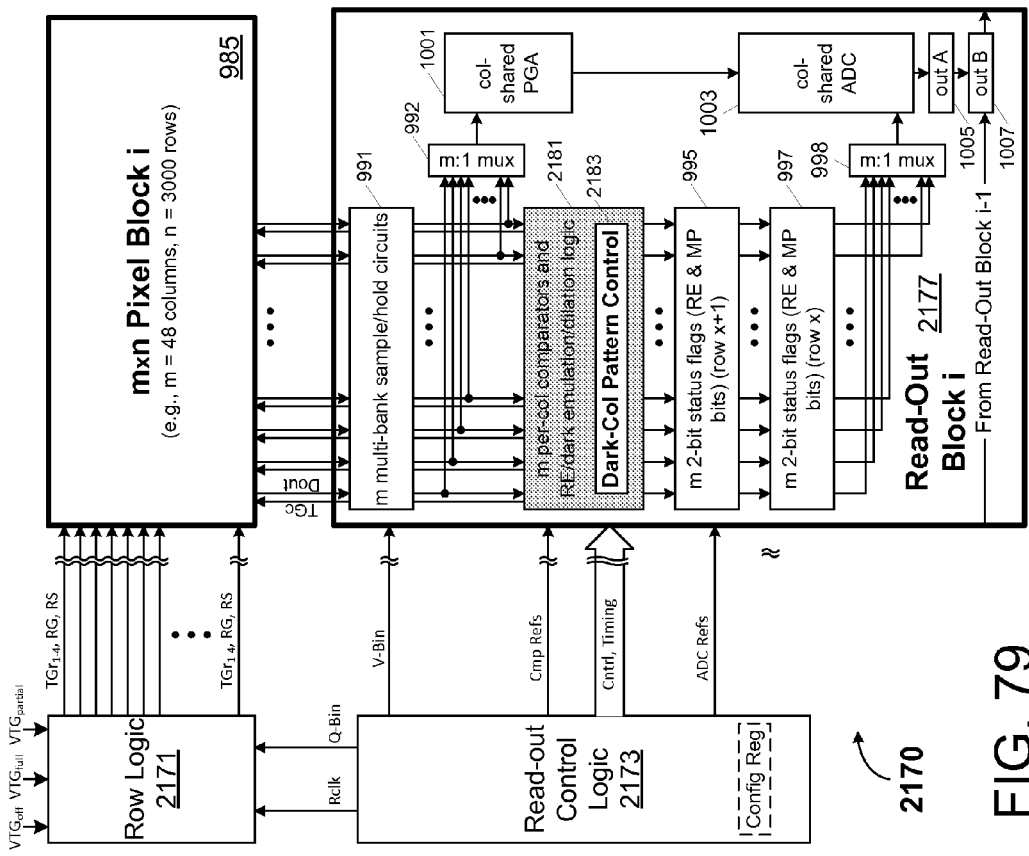 VTGoff
VTGfull
VTGpartial
Row Logic
2171
TGr1-4, RG, RS
TGr1-4, RG, RS
Rclk
Q-Bin
Read-out
Control
Logic
2173
Config Reg
V-Bin
Cmp Refs
Cntrl, Timing
ADC Refs
mxn Pixel Block i
(e.g., m = 48 columns, n = 3000 rows)
985
TGc
Dout
991
m multi-bank sample/hold circuits
992
m:1 mux
1001
col-
shared
PGA
2181
m per-col comparators and
RE/dark emulation/dilation logic
2183
Dark-Col Pattern Control
995
m 2-bit status flags (RE & MP
bits) (row x+1)
997
m 2-bit status flags (RE & MP
bits) (row x)
998
m:1 mux
1003
col-
shared
ADC
out A
1005
out B
1007
Read-Out
Block i
2177
From Read-Out Block i-1
2170
FIG. 79